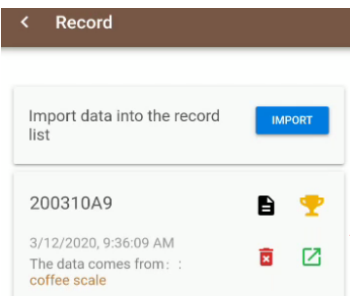 Record
Import data into the record
list
IMPORT
200310A9
3/12/2020, 9:36:09 AM
The data comes from: :
coffee scale